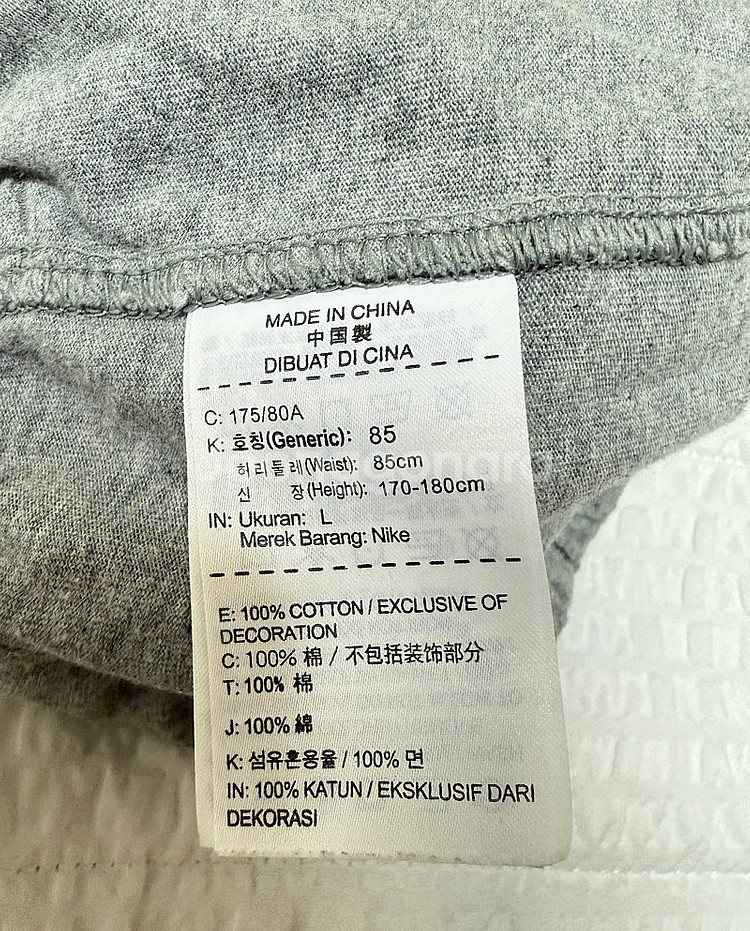 MADE IN CHINA
中国製
DIBUAT DI CINA
C: 175/80A
K: 호칭(Generic): 85
허리둘레(Waist): 85cm
신 장(Height): 170-180cm
IN: Ukuran: L
Merek Barang: Nike
E: 100% COTTON / EXCLUSIVE OF
DECORATION
C: 100% 棉 / 不包括装饰部分
T: 100% 棉
J: 100% 綿
K: 섬유혼용율 / 100% 면
IN: 100% KATUN / EKSKLUSIF DARI
DEKORASI